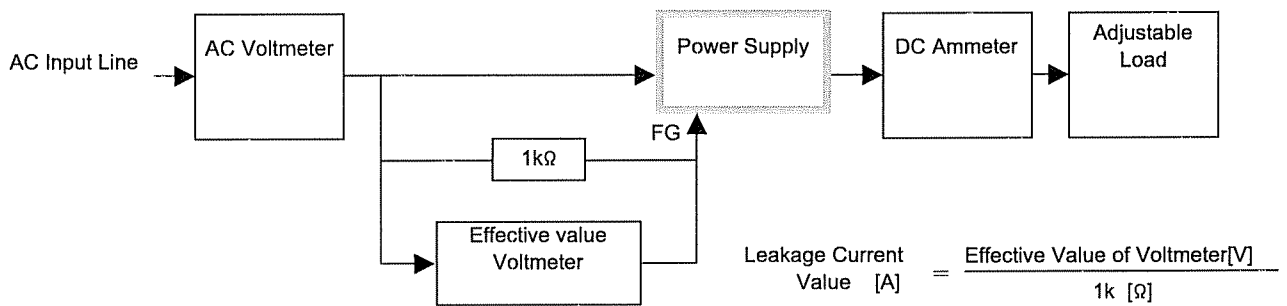 AC Input Line
AC Voltmeter
Power Supply
DC Ammeter
Adjustable
Load
FG
1kΩ
Effective value
Voltmeter
Leakage Current
Value [A]
=
Effective Value of Voltmeter[V]
1k [Ω]